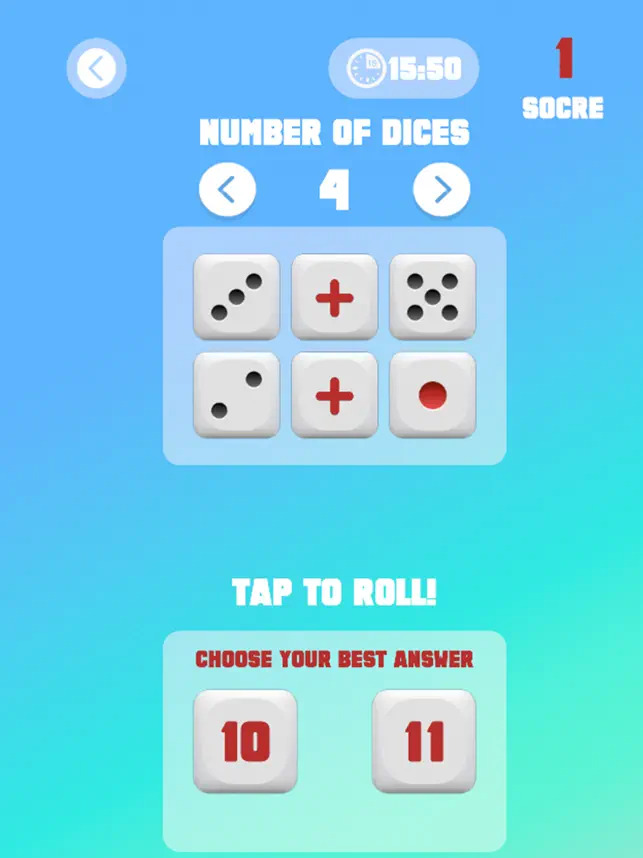 15:50
1
SOCRE
NUMBER OF DICES
4
+
+
TAP TO ROLL!
CHOOSE YOUR BEST ANSWER
10 11